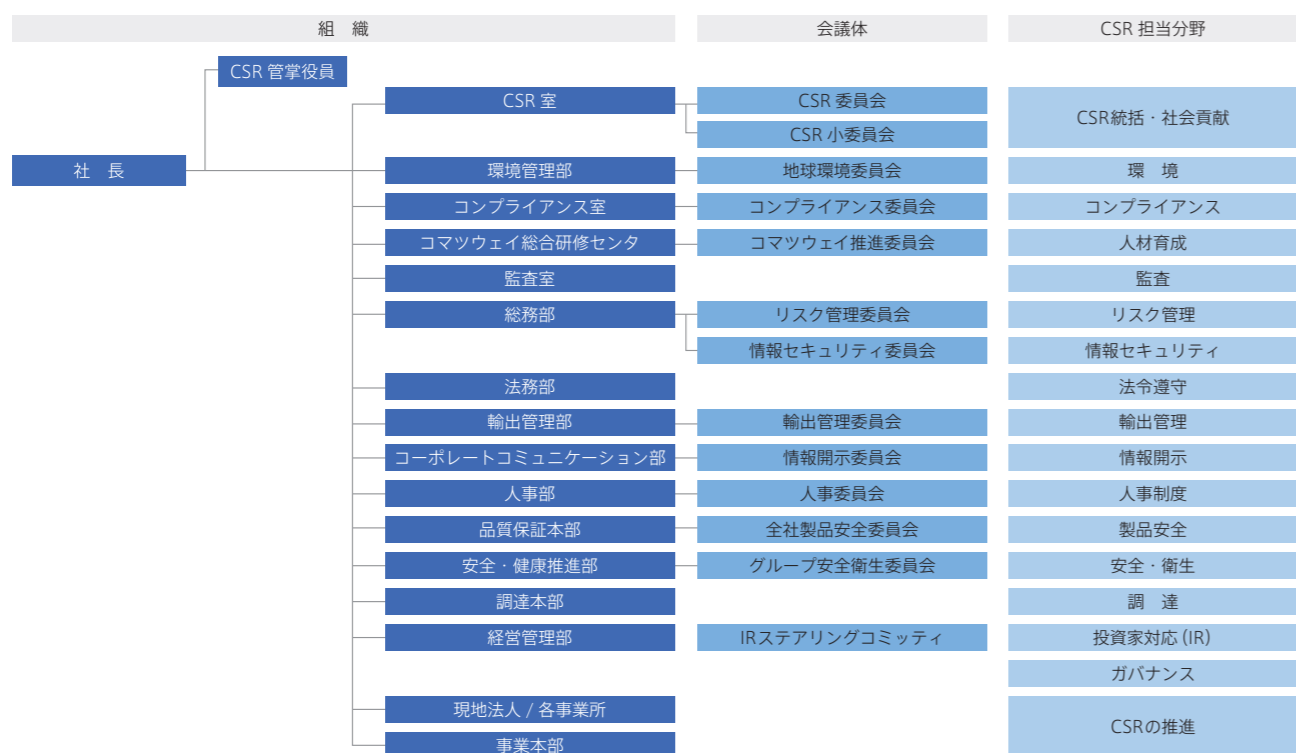 組　織
会議体
CSR 担当分野
CSR 管掌役員
CSR 室
CSR 委員会
CSR統括・社会貢献
CSR 小委員会
社　長
環境管理部
地球環境委員会
環　境
コンプライアンス室
コンプライアンス委員会
コンプライアンス
コマツウェイ総合研修センタ
コマツウェイ推進委員会
人材育成
監査室
監査
総務部
リスク管理委員会
リスク管理
情報セキュリティ委員会
情報セキュリティ
法務部
法令遵守
輸出管理部
輸出管理委員会
輸出管理
コーポレートコミュニケーション部
情報開示委員会
情報開示
人事部
人事委員会
人事制度
品質保証本部
全社製品安全委員会
製品安全
安全・健康推進部
グループ安全衛生委員会
安全・衛生
調達本部
調　達
経営管理部
IRステアリングコミッティ
投資家対応 (IR)
ガバナンス
現地法人 / 各事業所
CSRの推進
事業本部